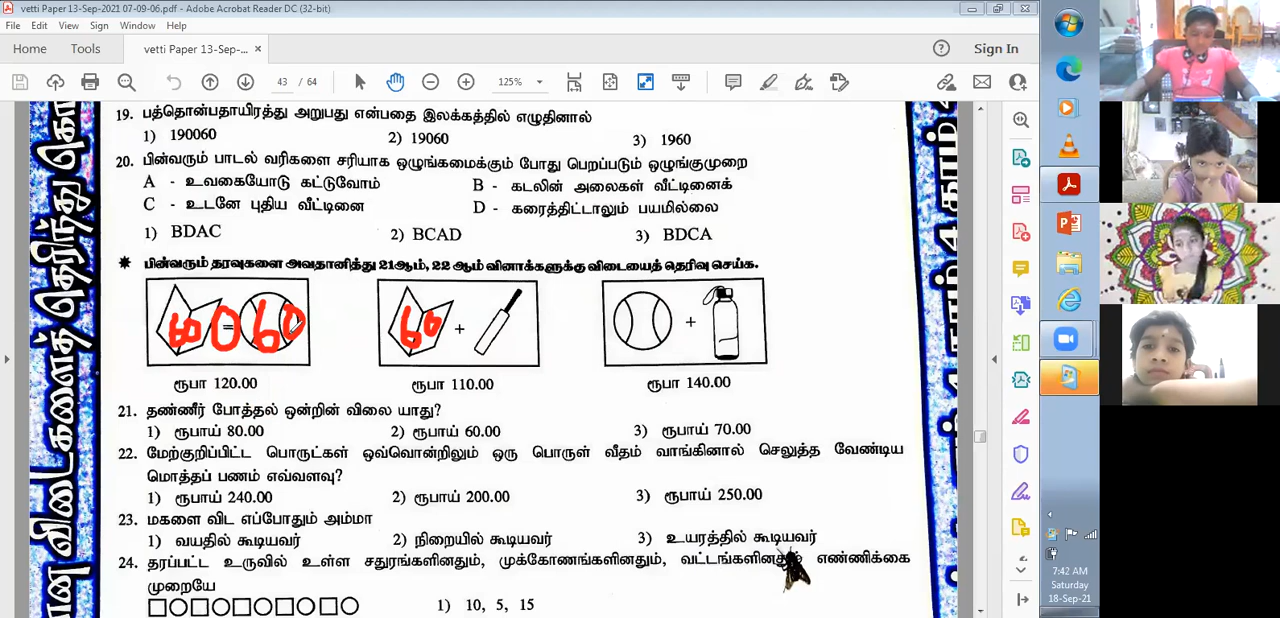 vetti Paper 13-Sep-2021 07-09-06.pdf - Adobe Acrobat Reader DC (32-bit)
File Edit View Sign Window Help
Home Tools vetti Paper 13-Sep-... × Sign In
43 / 64 125%
19. பத்தொன்பதாயிரத்து அறுபது என்பதை இலக்கத்தில் எழுதினால்
1) 190060 2) 19060 3) 1960
20. பின்வரும் பாடல் வரிகளை சரியாக ஒழுங்கமைக்கும் போது பெறப்படும் ஒழுங்குமுறை
A - உவகையோடு கட்டுவோம் B - கடலின் அலைகள் வீட்டினைக்
C - உடனே புதிய வீட்டினை D - கரைத்திட்டாலும் பயமில்லை
1) BDAC 2) BCAD 3) BDCA
* பின்வரும் தரவுகளை அவதானித்து 21ஆம், 22 ஆம் வினாக்களுக்கு விடையைத் தெரிவு செய்க.
60 = 60 60 + +
ரூபா 120.00 ரூபா 110.00 ரூபா 140.00
21. தண்ணீர் போத்தல் ஒன்றின் விலை யாது?
1) ரூபாய் 80.00 2) ரூபாய் 60.00 3) ரூபாய் 70.00
22. மேற்குறிப்பிட்ட பொருட்கள் ஒவ்வொன்றிலும் ஒரு பொருள் வீதம் வாங்கினால் செலுத்த வேண்டிய
மொத்தப் பணம் எவ்வளவு?
1) ரூபாய் 240.00 2) ரூபாய் 200.00 3) ரூபாய் 250.00
23. மகளை விட எப்போதும் அம்மா
1) வயதில் கூடியவர் 2) நிறையில் கூடியவர் 3) உயரத்தில் கூடியவர்
24. தரப்பட்ட உருவில் உள்ள சதுரங்களினதும், முக்கோணங்களினதும், எண்ணிக்கை
முறையே
1) 10, 5, 15
7:42 AM
Saturday
18-Sep-21